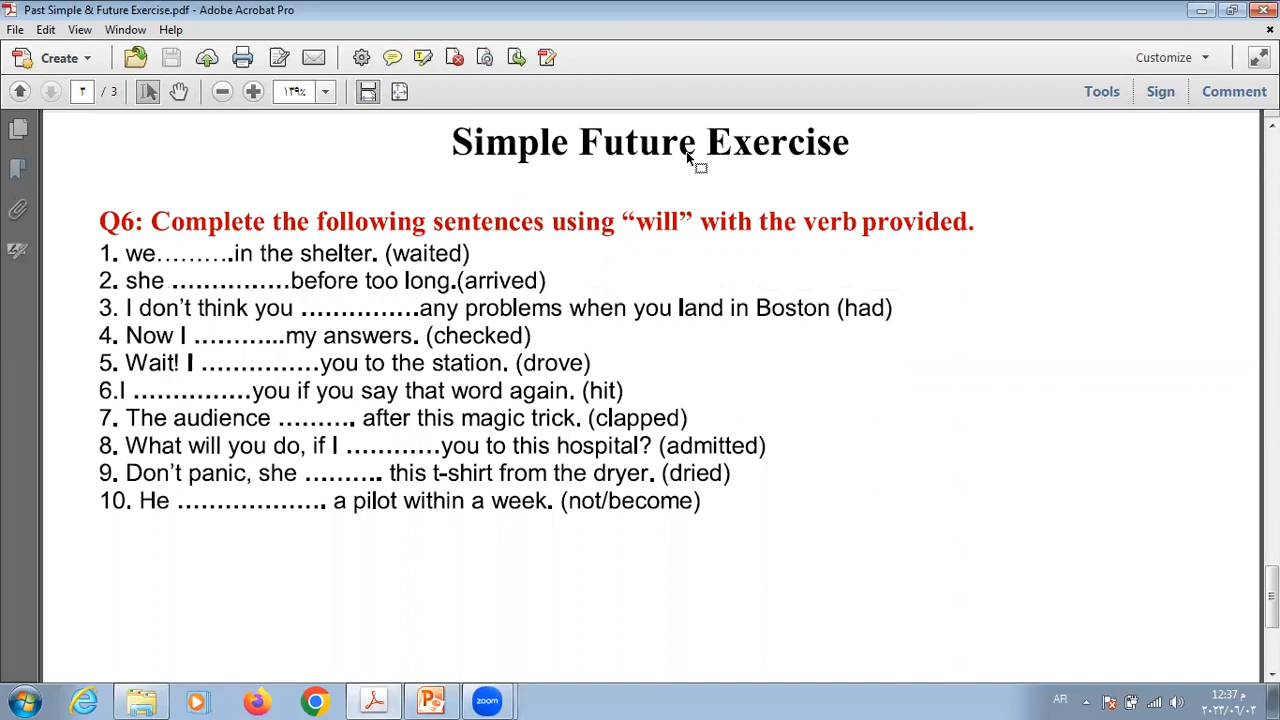 Past Simple & Future Exercise.pdf - Adobe Acrobat Pro
File Edit View Window Help
Create Customize
٣ / 3 ١٣٩% Tools Sign Comment
Simple Future Exercise
Q6: Complete the following sentences using “will” with the verb provided.
1. we……….in the shelter. (waited)
2. she ……………before too long.(arrived)
3. I don’t think you ……………any problems when you land in Boston (had)
4. Now I ………...my answers. (checked)
5. Wait! I ……………you to the station. (drove)
6.I ……………you if you say that word again. (hit)
7. The audience ………. after this magic trick. (clapped)
8. What will you do, if I …………you to this hospital? (admitted)
9. Don’t panic, she ……….. this t-shirt from the dryer. (dried)
10. He ………………. a pilot within a week. (not/become)
zoom AR 12:37 م
٢٠٢٣/٠٦/٠٣